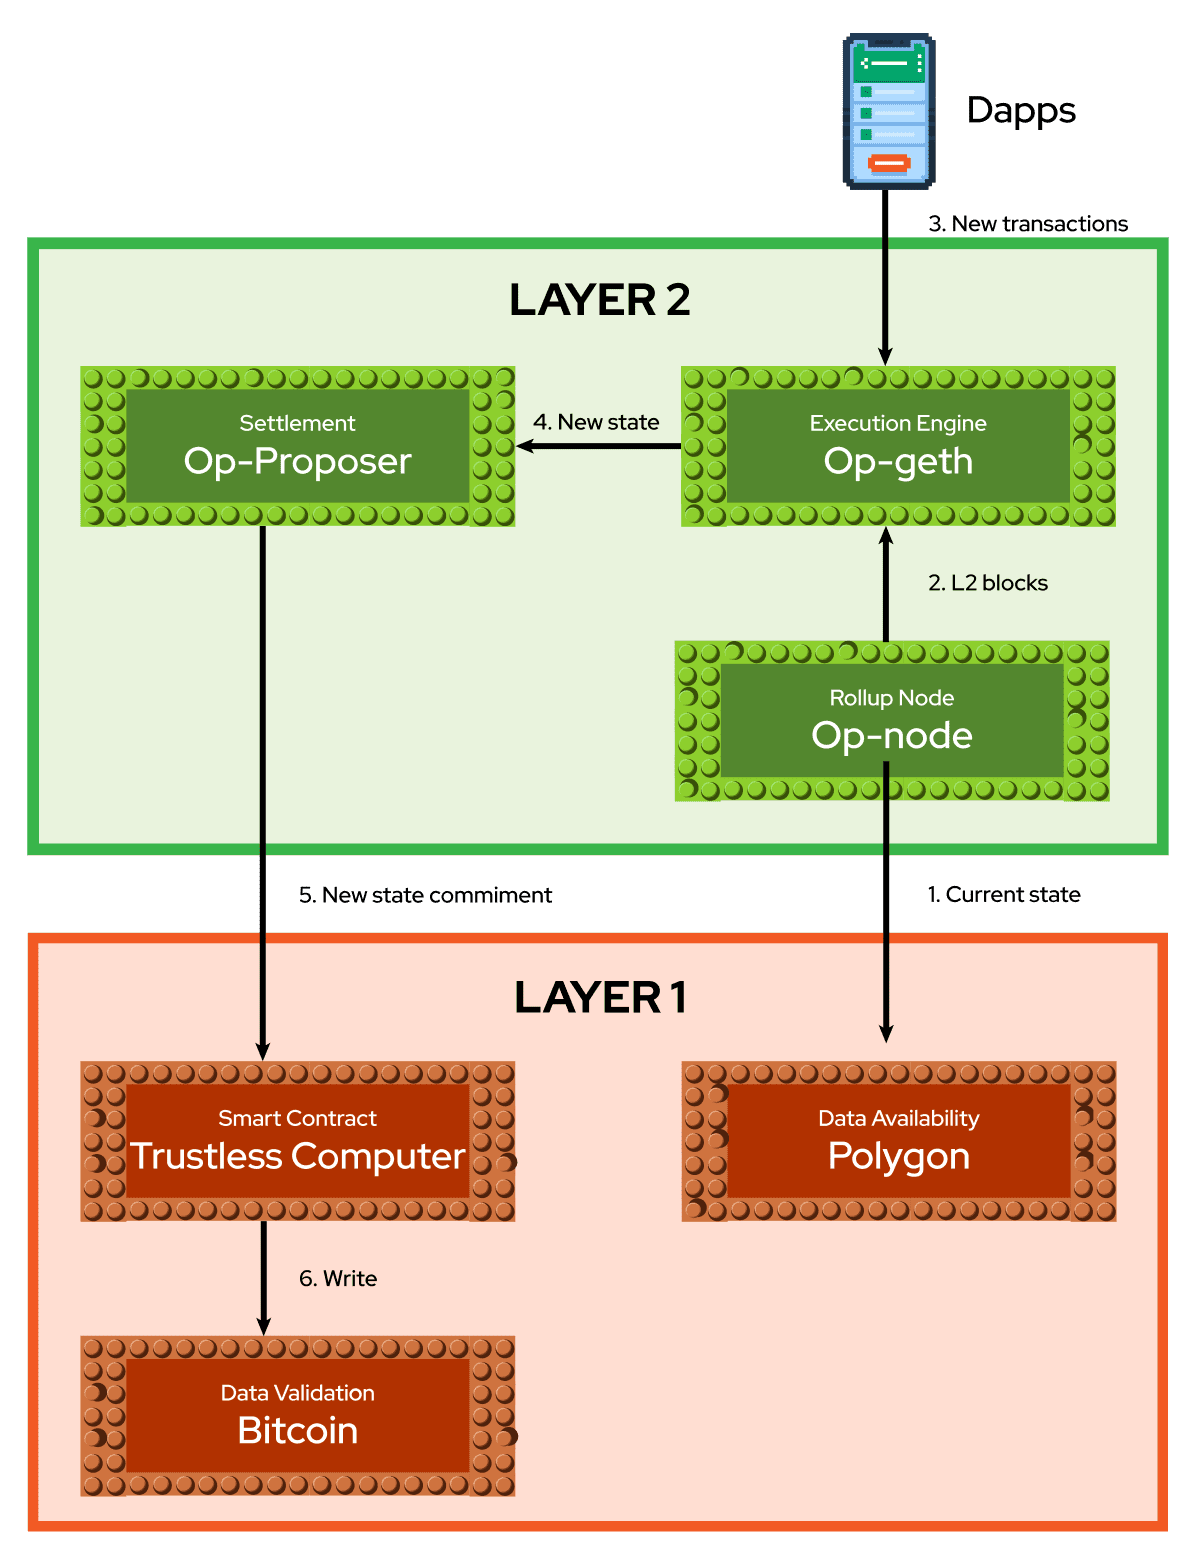 Dapps
3. New transactions
LAYER 2
Settlement
Op-Proposer
4. New state
Execution Engine
Op-geth
2. L2 blocks
Rollup Node
Op-node
5. New state commiment
1. Current state
LAYER 1
Smart Contract
Trustless Computer
Data Availability
Polygon
6. Write
Data Validation
Bitcoin